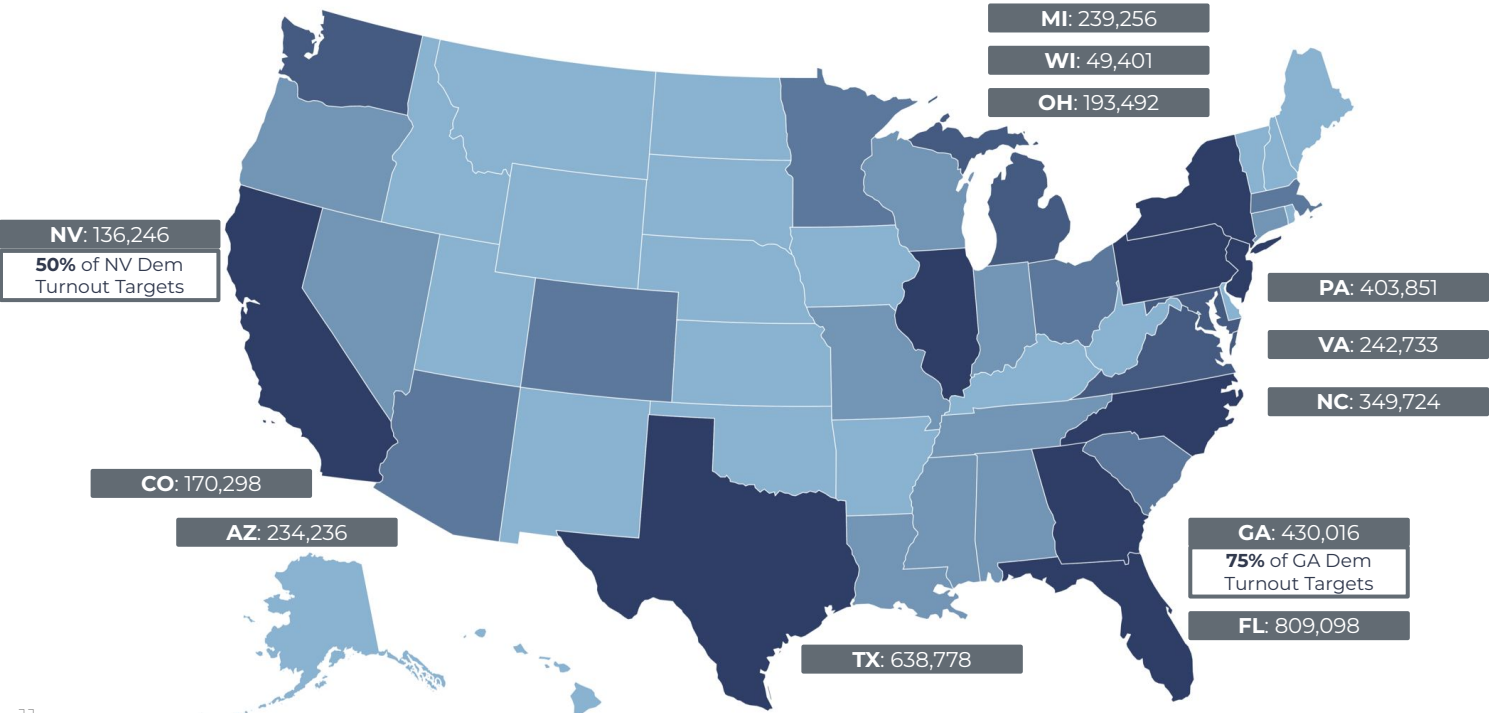 MI: 239,256
WI: 49,401
OH: 193,492
NV: 136,246
50% of NV Dem
Turnout Targets
PA: 403,851
VA: 242,733
NC: 349,724
CO: 170,298
AZ: 234,236
GA: 430,016
75% of GA Dem
Turnout Targets
FL: 809,098
TX: 638,778
11